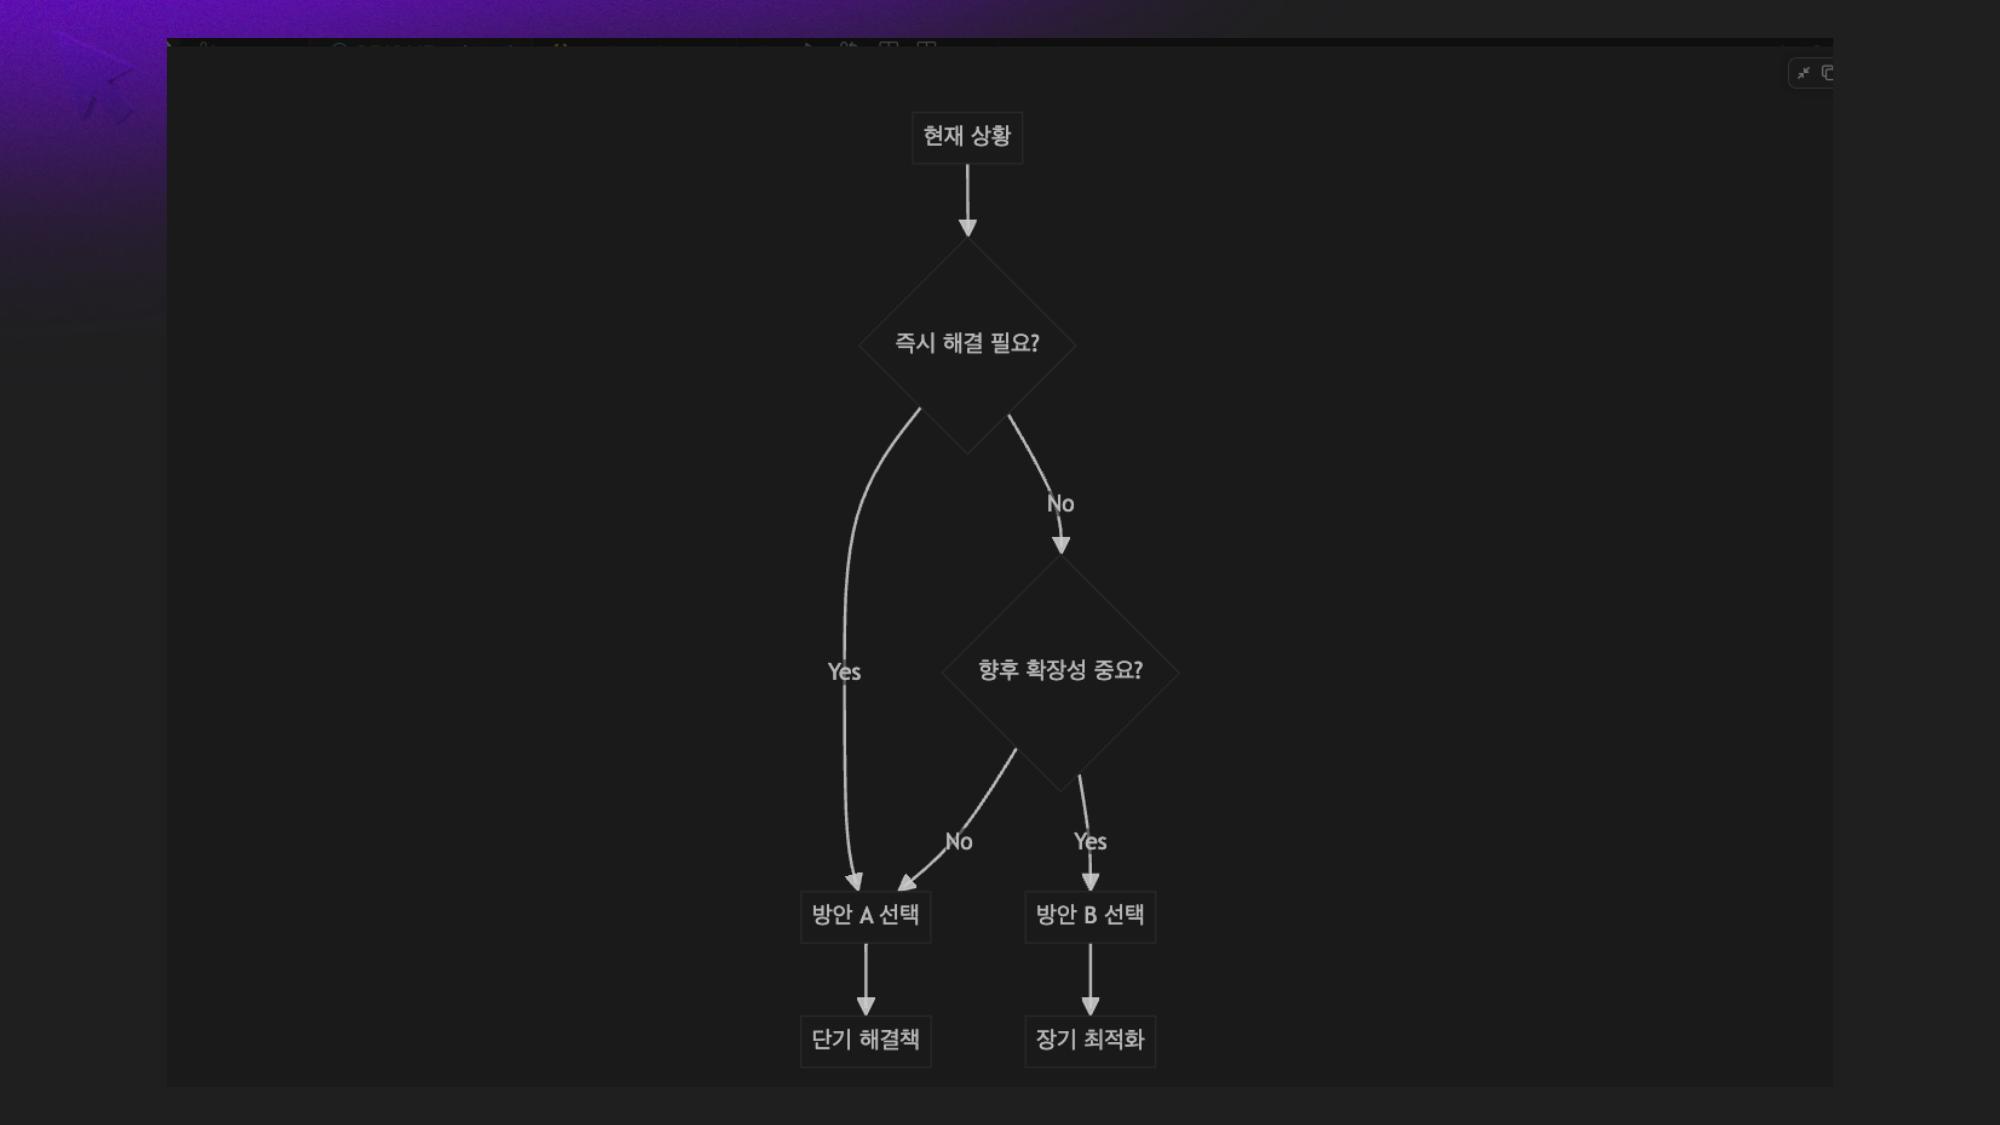 현재 상황
즉시 해결 필요?
No
Yes
향후 확장성 중요?
No
Yes
방안 A 선택
방안 B 선택
단기 해결책
장기 최적화